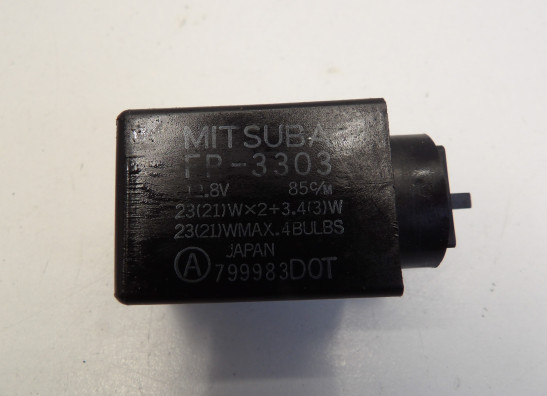 MITSUBA
FR-3303
12.8V 85c/m
23(21)W×2+3.4(3)W
23(21)WMAX.4BULBS
JAPAN
Ⓐ 799983DOT